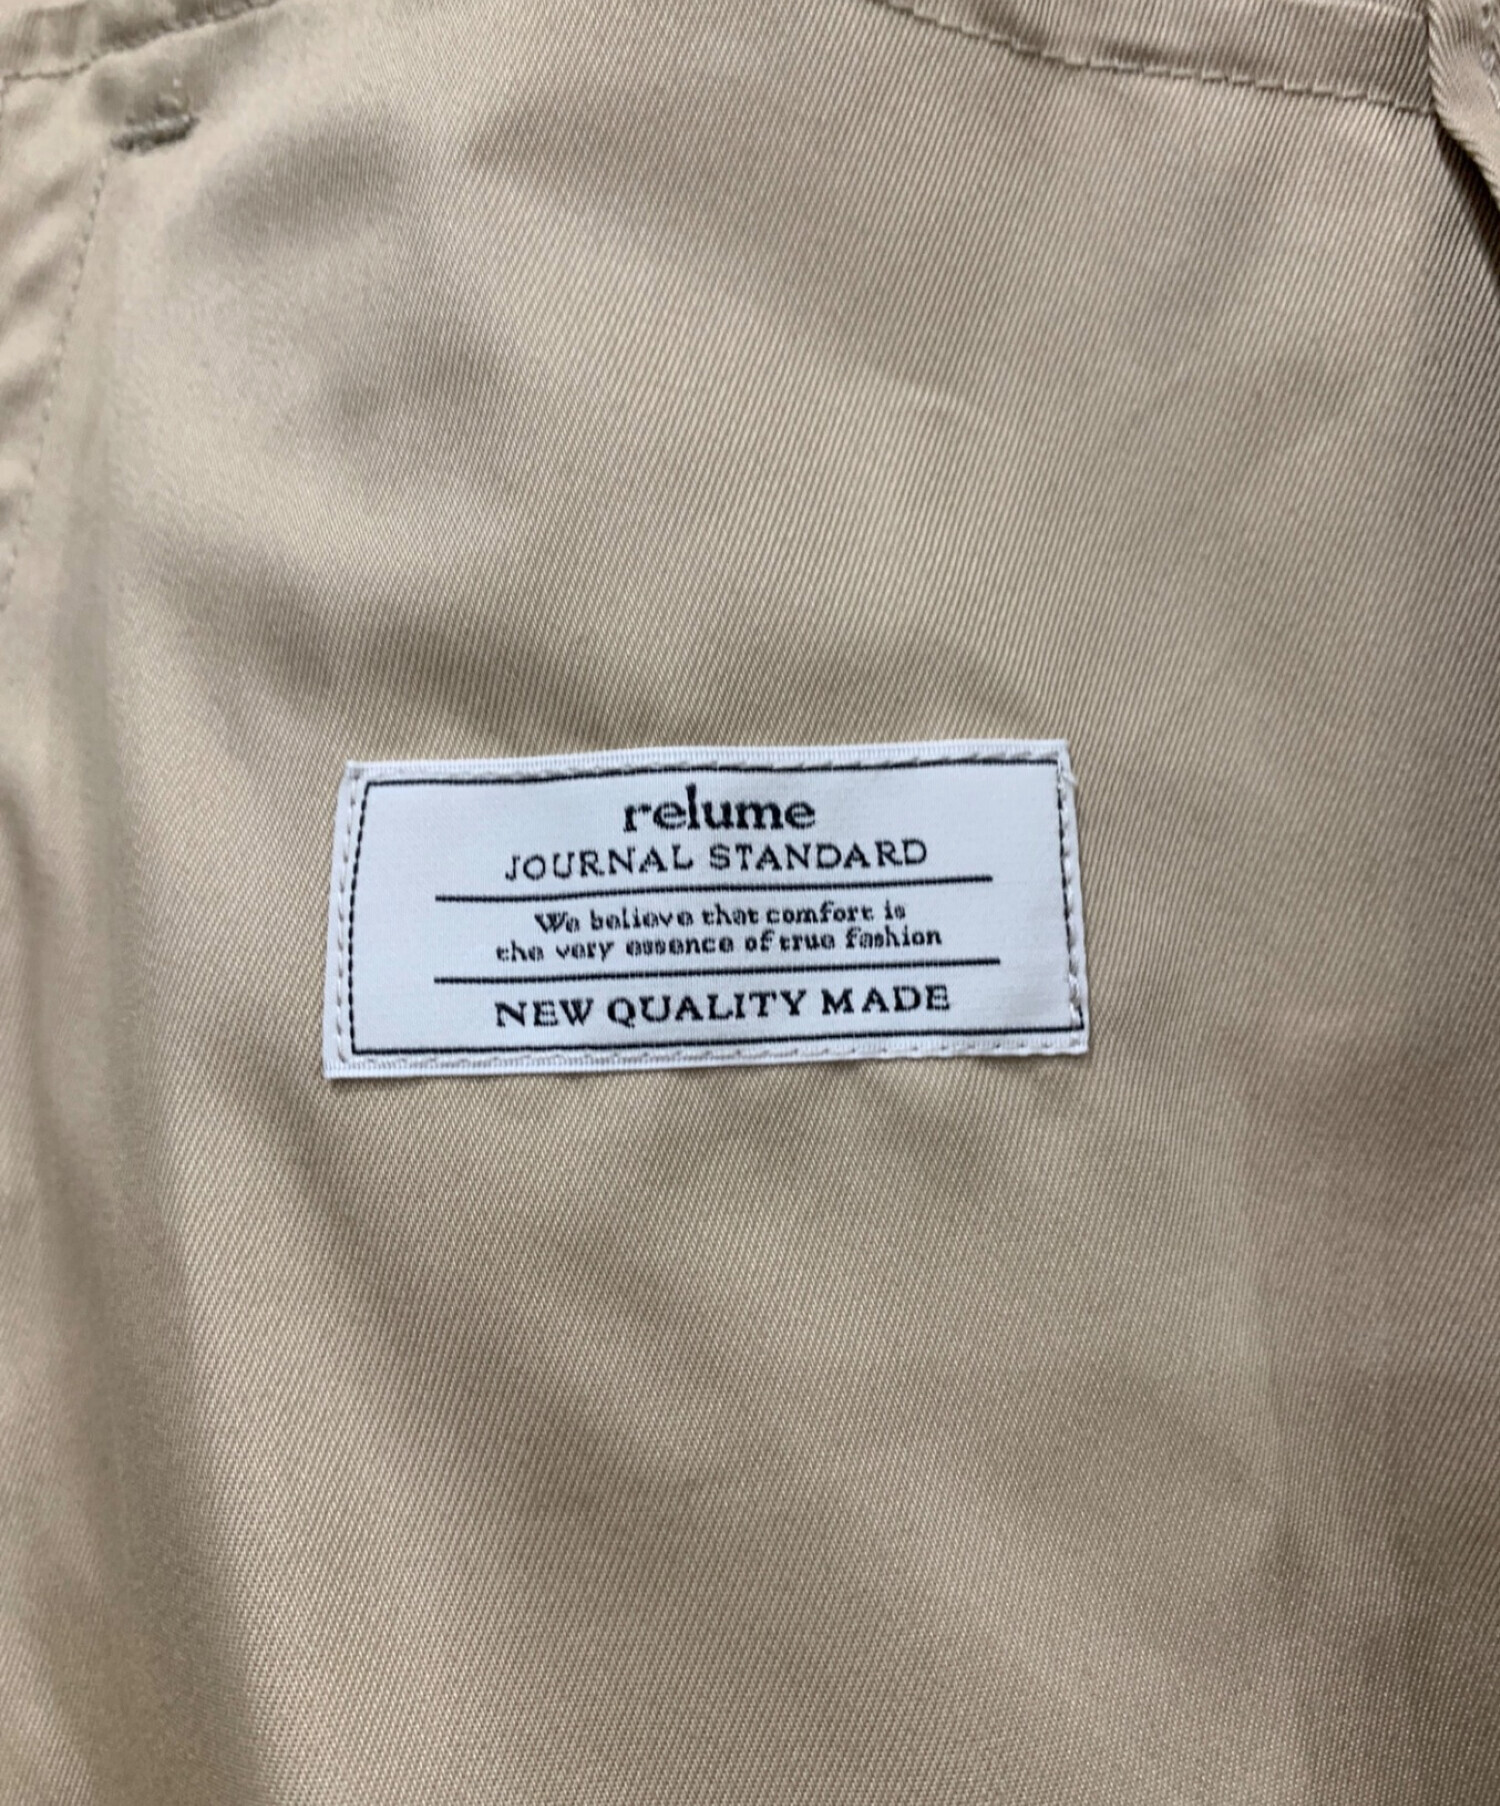 relume
JOURNAL STANDARD
We believe that comfort is
the very essence of true fashion
NEW QUALITY MADE